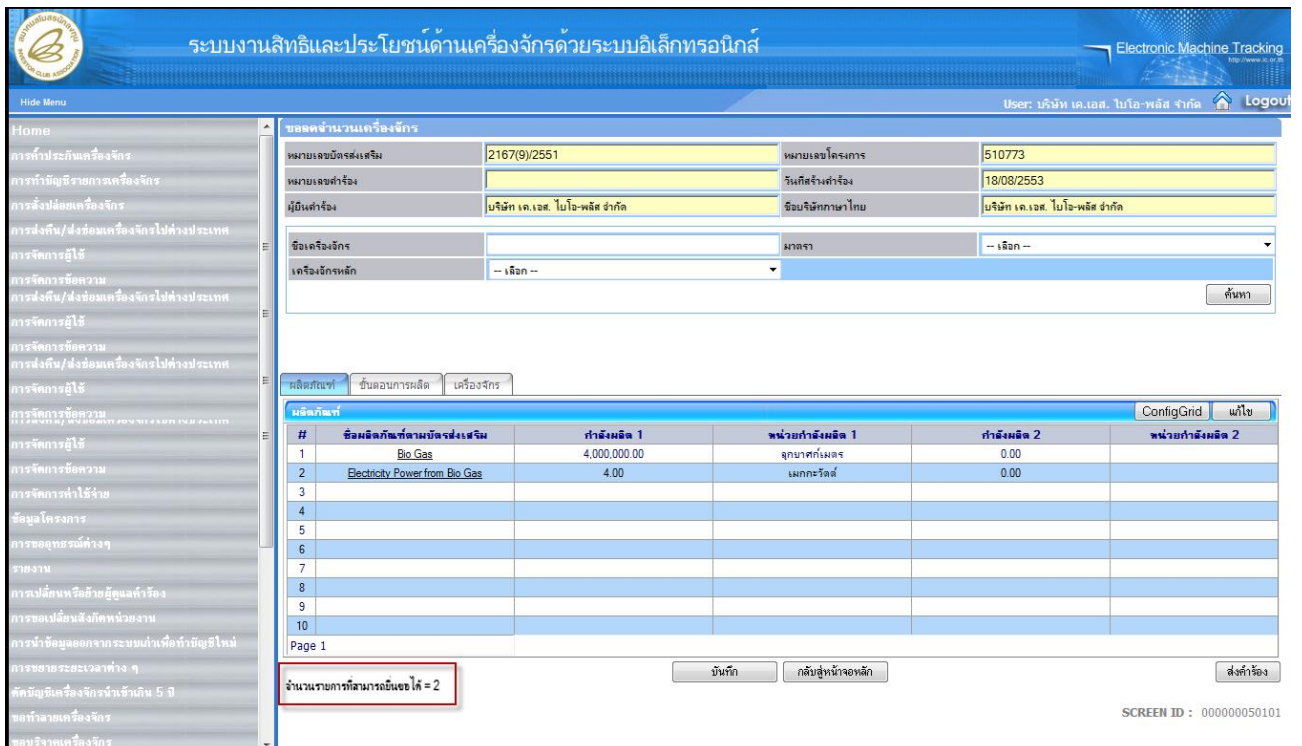 ระบบงานสิทธิและประโยชน์ด้านเครื่องจักรด้วยระบบอิเล็กทรอนิกส์
Electronic Machine Tracking
http://www.ic.or.th
Hide Menu
User: บริษัท เค.เอส. ไบโอ-พลัส จำกัด Logout
Home
การค้ำประกันเครื่องจักร
การทำบัญชีรายการเครื่องจักร
การสั่งปล่อยเครื่องจักร
การส่งคืน/ส่งซ่อมเครื่องจักรไปต่างประเทศ
การจัดการผู้ใช้
การจัดการข้อความ
การส่งคืน/ส่งซ่อมเครื่องจักรไปต่างประเทศ
การจัดการผู้ใช้
การจัดการข้อความ
การส่งคืน/ส่งซ่อมเครื่องจักรไปต่างประเทศ
การจัดการผู้ใช้
การจัดการข้อความ
การจัดการผู้ใช้
การจัดการข้อความ
การจัดการค่าใช้จ่าย
ข้อมูลโครงการ
การขออุทธรณ์ต่างๆ
รายงาน
การเปลี่ยนหรือย้ายผู้ดูแลคำร้อง
การขอเปลี่ยนสังกัดหน่วยงาน
การนำข้อมูลออกจากระบบเก่าเพื่อทำบัญชีใหม่
การขยายระยะเวลาต่าง ๆ
ตัดบัญชีเครื่องจักรนำเข้าเกิน 5 ปี
ขอทำลายเครื่องจักร
ขอบริจาคเครื่องจักร
ขอลดจำนวนเครื่องจักร
หมายเลขบัตรส่งเสริม 2167(9)/2551 หมายเลขโครงการ 510773
หมายเลขคำร้อง วันที่สร้างคำร้อง 18/08/2553
ผู้ยื่นคำร้อง บริษัท เค.เอส. ไบโอ-พลัส จำกัด ชื่อบริษัทภาษาไทย บริษัท เค.เอส. ไบโอ-พลัส จำกัด
ชื่อเครื่องจักร มาตรา -- เลือก --
เครื่องจักรหลัก -- เลือก --
ค้นหา
ผลิตภัณฑ์ ขั้นตอนการผลิต เครื่องจักร
ผลิตภัณฑ์ ConfigGrid แก้ไข
# ชื่อผลิตภัณฑ์ตามบัตรส่งเสริม กำลังผลิต 1 หน่วยกำลังผลิต 1 กำลังผลิต 2 หน่วยกำลังผลิต 2
1 Bio Gas 4,000,000.00 ลูกบาศก์เมตร 0.00
2 Electricity Power from Bio Gas 4.00 เมกกะวัตต์ 0.00
3
4
5
6
7
8
9
10
Page 1
จำนวนรายการที่สามารถยื่นขอได้ = 2
บันทึก กลับสู่หน้าจอหลัก ส่งคำร้อง
SCREEN ID : 000000050101